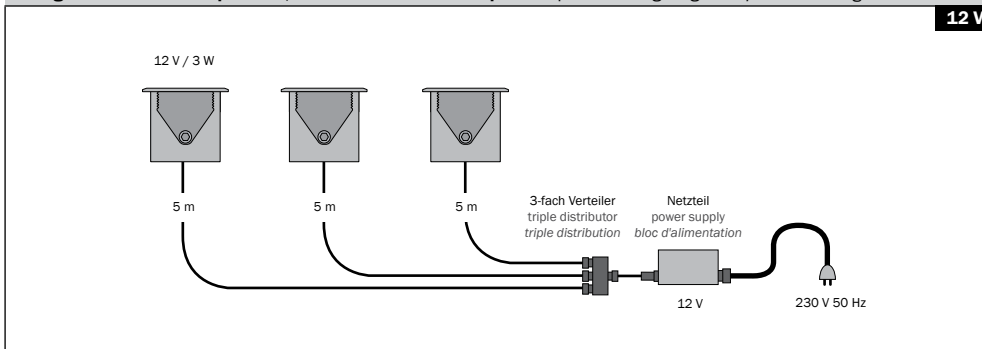 12 V
12 V / 3 W
5 m
5 m
5 m
3-fach Verteiler
triple distributor
triple distribution
Netzteil
power supply
bloc d'alimentation
12 V
230 V 50 Hz